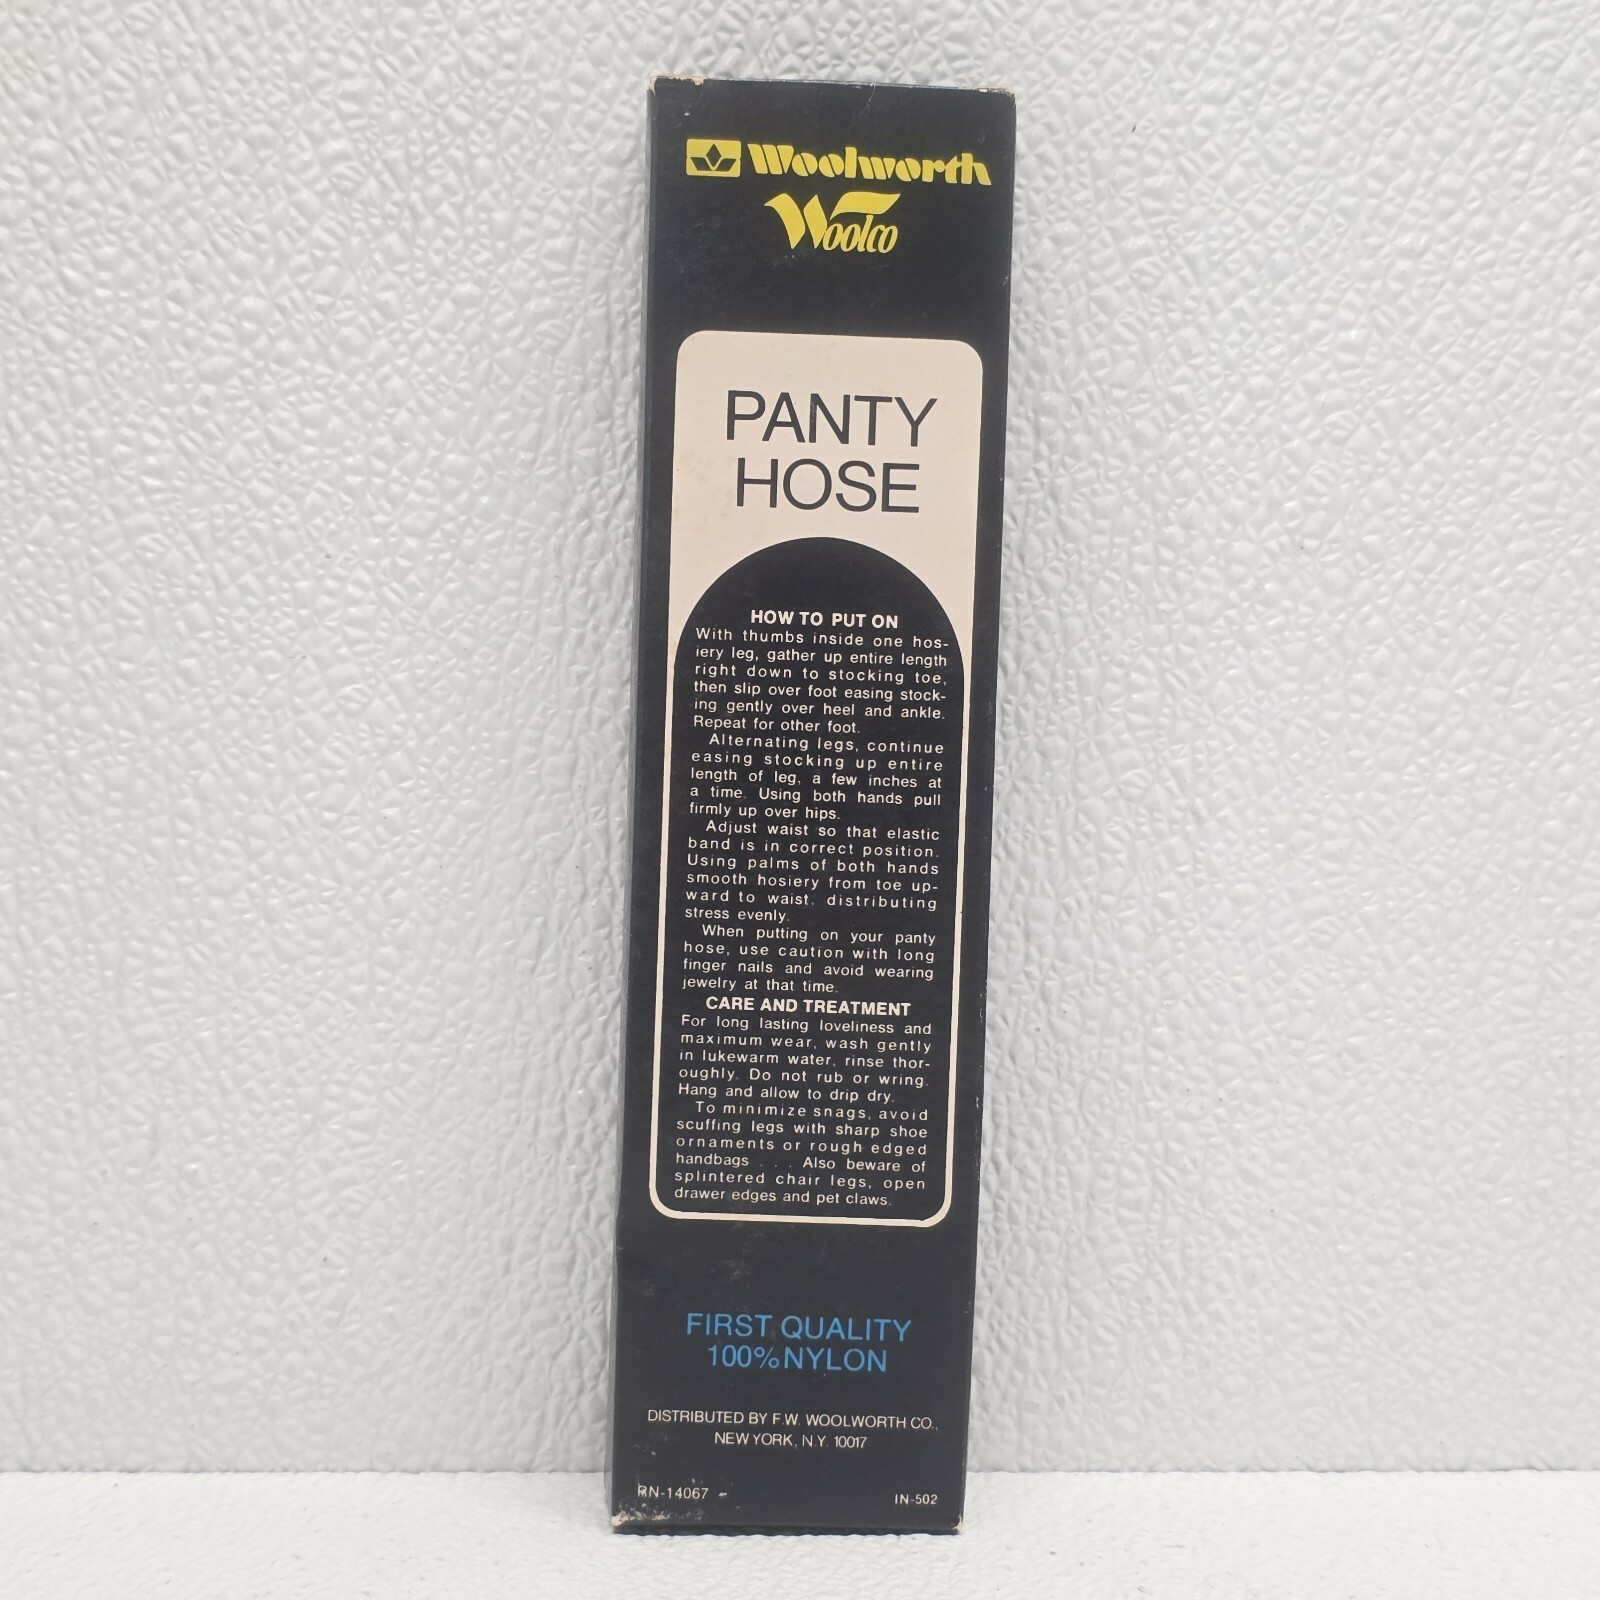 Woolworth
Woolco
PANTY
HOSE
HOW TO PUT ON
With thumbs inside one hos-
iery leg, gather up entire length
right down to stocking toe,
then slip over foot easing stock-
ing gently over heel and ankle.
Repeat for other foot.
Alternating legs, continue
easing stocking up entire
length of leg, a few inches at
a time. Using both hands pull
firmly up over hips.
Adjust waist so that elastic
band is in correct position.
Using palms of both hands
smooth hosiery from toe up-
ward to waist, distributing
stress evenly.
When putting on your panty
hose, use caution with long
finger nails and avoid wearing
jewelry at that time.
CARE AND TREATMENT
For long lasting loveliness and
maximum wear, wash gently
in lukewarm water, rinse thor-
oughly. Do not rub or wring.
Hang and allow to drip dry.
To minimize snags, avoid
scuffing legs with sharp shoe
ornaments or rough edged
handbags . . . Also beware of
splintered chair legs, open
drawer edges and pet claws.
FIRST QUALITY
100% NYLON
DISTRIBUTED BY F.W. WOOLWORTH CO.,
NEW YORK, N.Y. 10017
RN-14067 -
IN-502